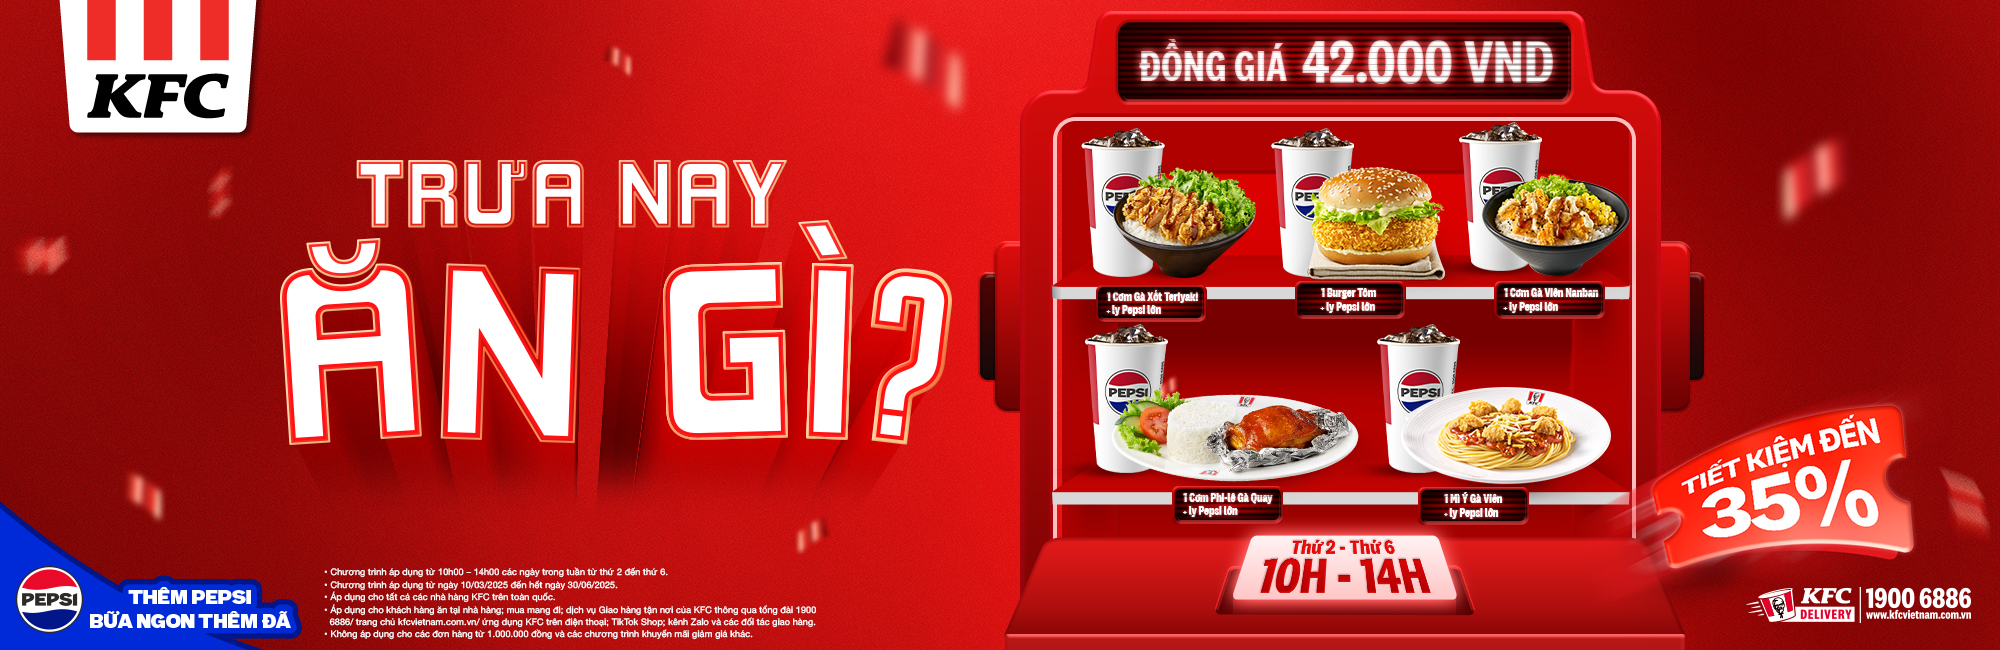 KFC
TRƯA NAY
ĂN GÌ?
ĐỒNG GIÁ 42.000 VND
PEPSI
PEPSI
PEPSI
1 Cơm Gà Xốt Teriyaki
+ ly Pepsi lớn
1 Burger Tôm
+ ly Pepsi lớn
1 Cơm Gà Viên Nanban
+ ly Pepsi lớn
PEPSI
KFC
PEPSI
KFC
1 Cơm Phi-lê Gà Quay
+ ly Pepsi lớn
1 Mì Ý Gà Viên
+ ly Pepsi lớn
TIẾT KIỆM ĐẾN
35%
Thứ 2 - Thứ 6
10H - 14H
PEPSI
THÊM PEPSI
BỮA NGON THÊM ĐÃ
• Chương trình áp dụng từ 10h00 – 14h00 các ngày trong tuần từ thứ 2 đến thứ 6.
• Chương trình áp dụng từ ngày 10/03/2025 đến hết ngày 30/06/2025.
• Áp dụng cho tất cả các nhà hàng KFC trên toàn quốc.
• Áp dụng cho khách hàng ăn tại nhà hàng; mua mang đi; dịch vụ Giao hàng tận nơi của KFC thông qua tổng đài 1900
6886/ trang chủ kfcvietnam.com.vn/ ứng dụng KFC trên điện thoại; TikTok Shop; kênh Zalo và các đối tác giao hàng.
• Không áp dụng cho các đơn hàng từ 1.000.000 đồng và các chương trình khuyến mãi giảm giá khác.
KFC
DELIVERY
1900 6886
www.kfcvietnam.com.vn